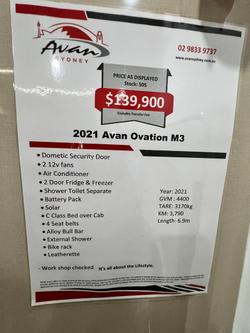 Avan
SYDNEY
02 9833 9737
www.avansydney.com.au
PRICE AS DISPLAYED
Stock: 505
$139,900
Excludes Transfer Fee
2021 Avan Ovation M3
• Dometic Security Door
• 2 12v fans
• Air Conditioner
• 2 Door Fridge & Freezer
• Shower Toilet Separate
• Battery Pack
• Solar
• C Class Bed over Cab
• 4 Seat belts
• Alloy Bull Bar
• External Shower
• Bike rack
• Leatherette
Year: 2021
GVM : 4400
TARE: 3170kg
KM: 3,790
Length: 6.9m
- Work shop checked
It's all about the Lifestyle,